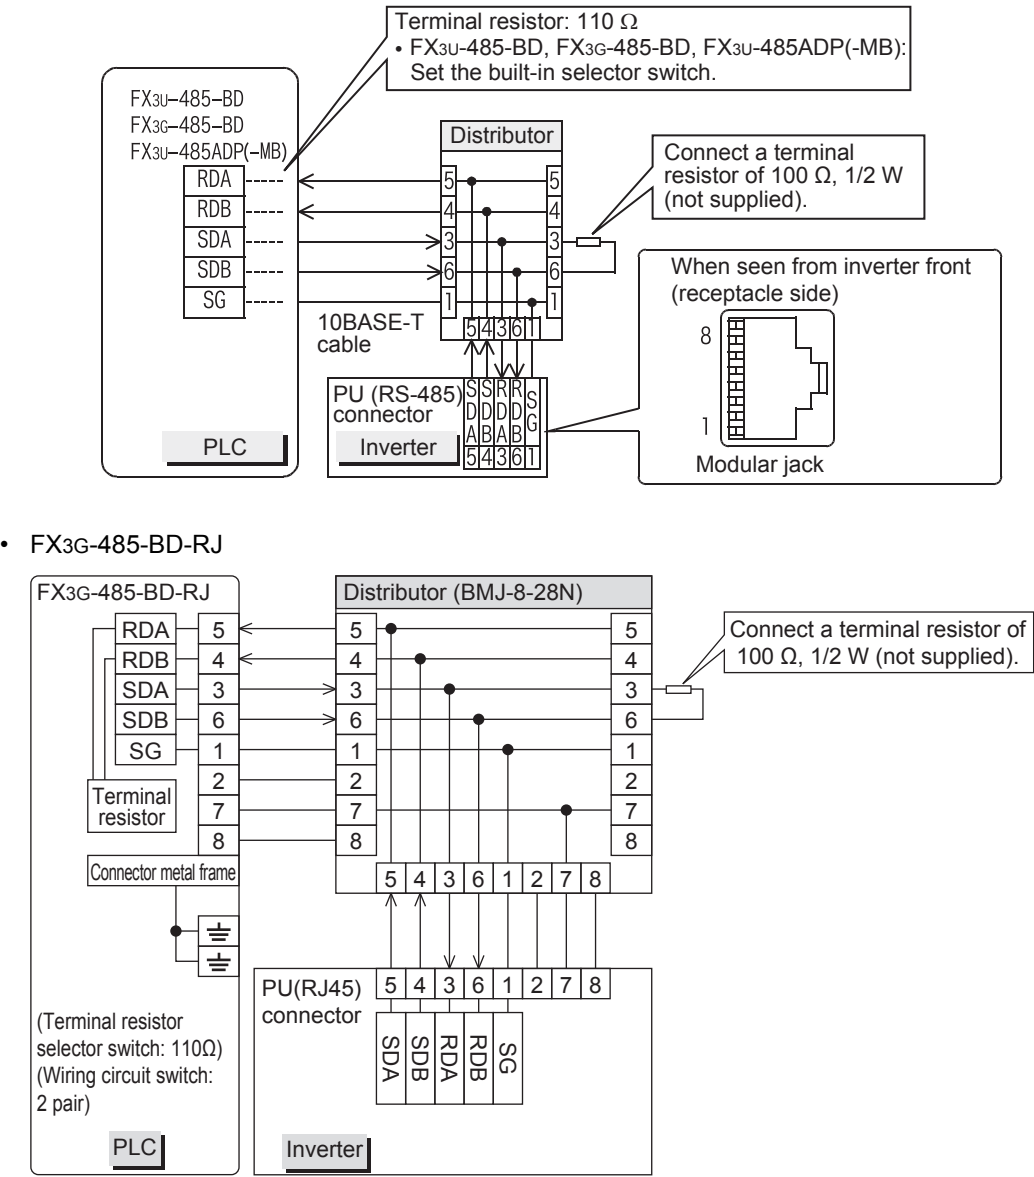 Terminal resistor: 110 Ω
• FX3U-485-BD, FX3G-485-BD, FX3U-485ADP(-MB):
Set the built-in selector switch.
FX3U-485-BD
FX3G-485-BD
FX3U-485ADP(-MB)
RDA
RDB
SDA
SDB
SG
Distributor
5 5
4 4
3 3
6 6
1 1
5 4 3 6 1
Connect a terminal
resistor of 100 Ω, 1/2 W
(not supplied).
10BASE-T
cable
PU (RS-485)
connector
SDA SDB RDA RDB SG
5 4 3 6 1
Inverter
PLC
When seen from inverter front
(receptacle side)
8
1
Modular jack
• FX3G-485-BD-RJ
FX3G-485-BD-RJ
RDA 5
RDB 4
SDA 3
SDB 6
SG 1
2
7
8
Terminal
resistor
Connector metal frame
(Terminal resistor
selector switch: 110Ω)
(Wiring circuit switch:
2 pair)
PLC
Distributor (BMJ-8-28N)
5 5
4 4
3 3
6 6
1 1
2 2
7 7
8 8
5 4 3 6 1 2 7 8
Connect a terminal resistor of
100 Ω, 1/2 W (not supplied).
PU(RJ45)
connector
5 4 3 6 1 2 7 8
SDA SDB RDA RDB SG
Inverter